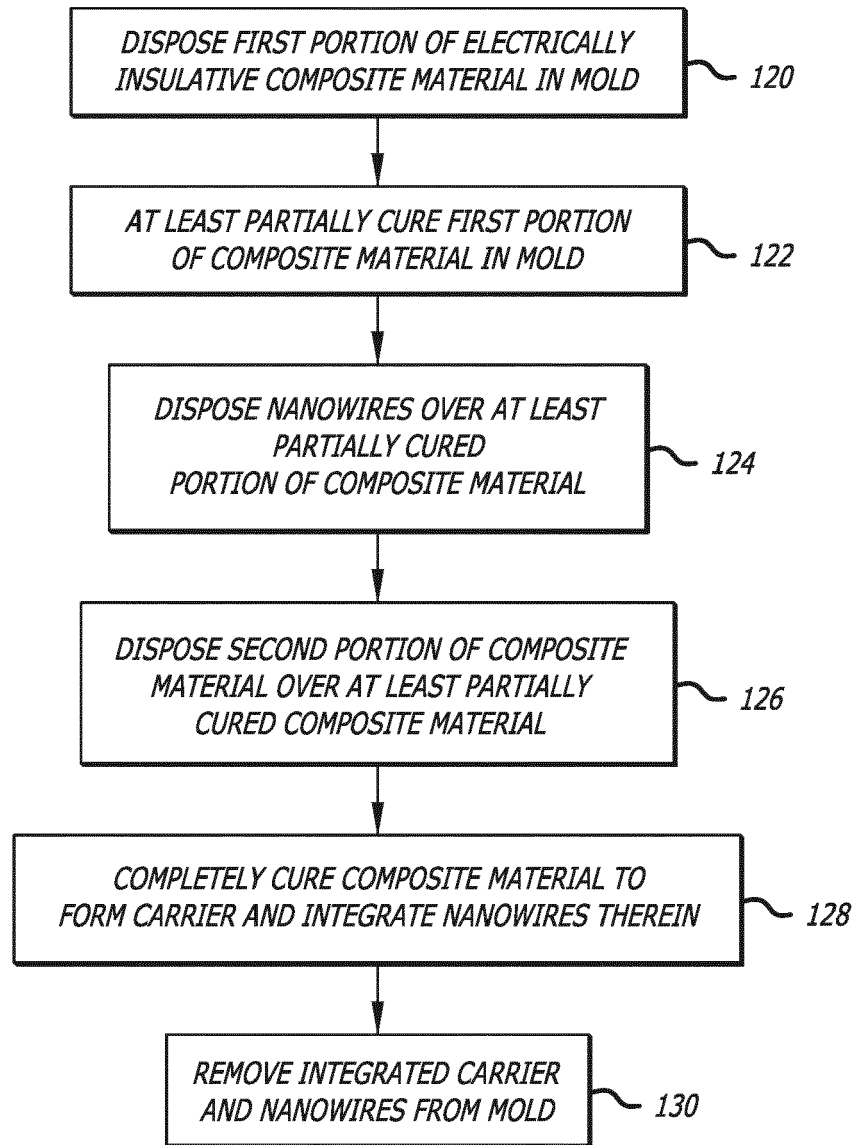 DISPOSE FIRST PORTION OF ELECTRICALLY
INSULATIVE COMPOSITE MATERIAL IN MOLD
120
AT LEAST PARTIALLY CURE FIRST PORTION
OF COMPOSITE MATERIAL IN MOLD
122
DISPOSE NANOWIRES OVER AT LEAST
PARTIALLY CURED
PORTION OF COMPOSITE MATERIAL
124
DISPOSE SECOND PORTION OF COMPOSITE
MATERIAL OVER AT LEAST PARTIALLY
CURED COMPOSITE MATERIAL
126
COMPLETELY CURE COMPOSITE MATERIAL TO
FORM CARRIER AND INTEGRATE NANOWIRES THEREIN
128
REMOVE INTEGRATED CARRIER
AND NANOWIRES FROM MOLD
130